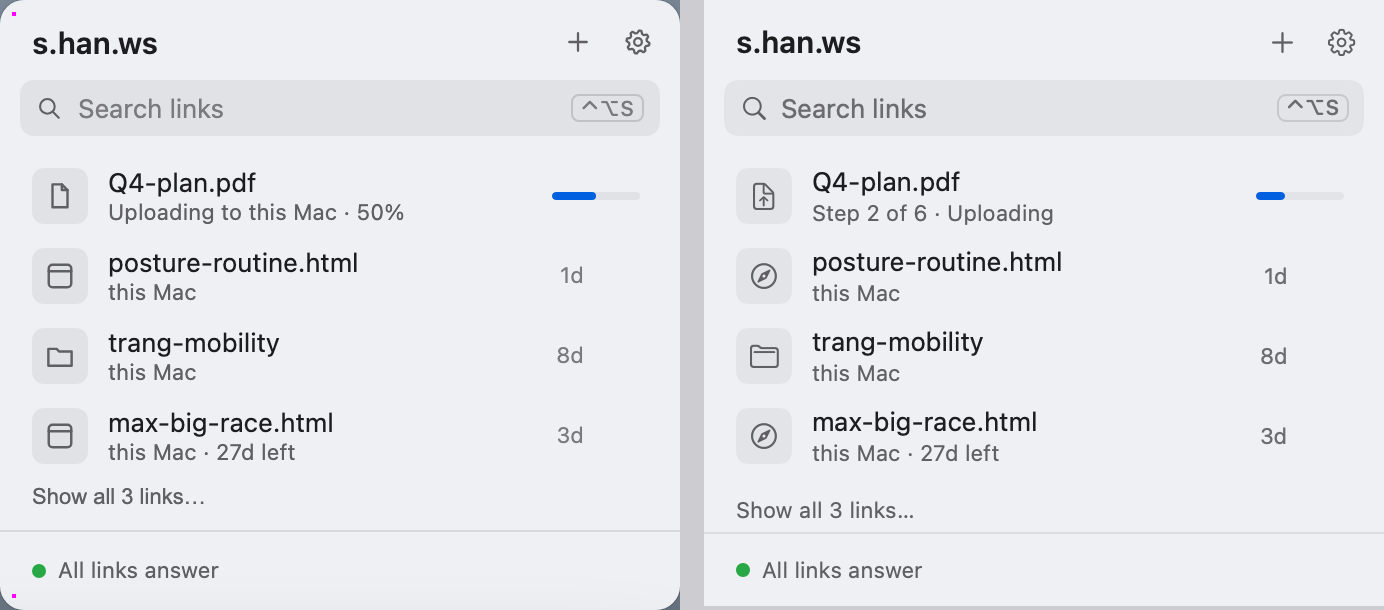 s.han.ws
Search links
^⌥S
Q4-plan.pdf
Uploading to this Mac · 50%
posture-routine.html
this Mac
1d
trang-mobility
this Mac
8d
max-big-race.html
this Mac · 27d left
3d
Show all 3 links…
All links answer
s.han.ws
Search links
^⌥S
Q4-plan.pdf
Step 2 of 6 · Uploading
posture-routine.html
this Mac
1d
trang-mobility
this Mac
8d
max-big-race.html
this Mac · 27d left
3d
Show all 3 links…
All links answer